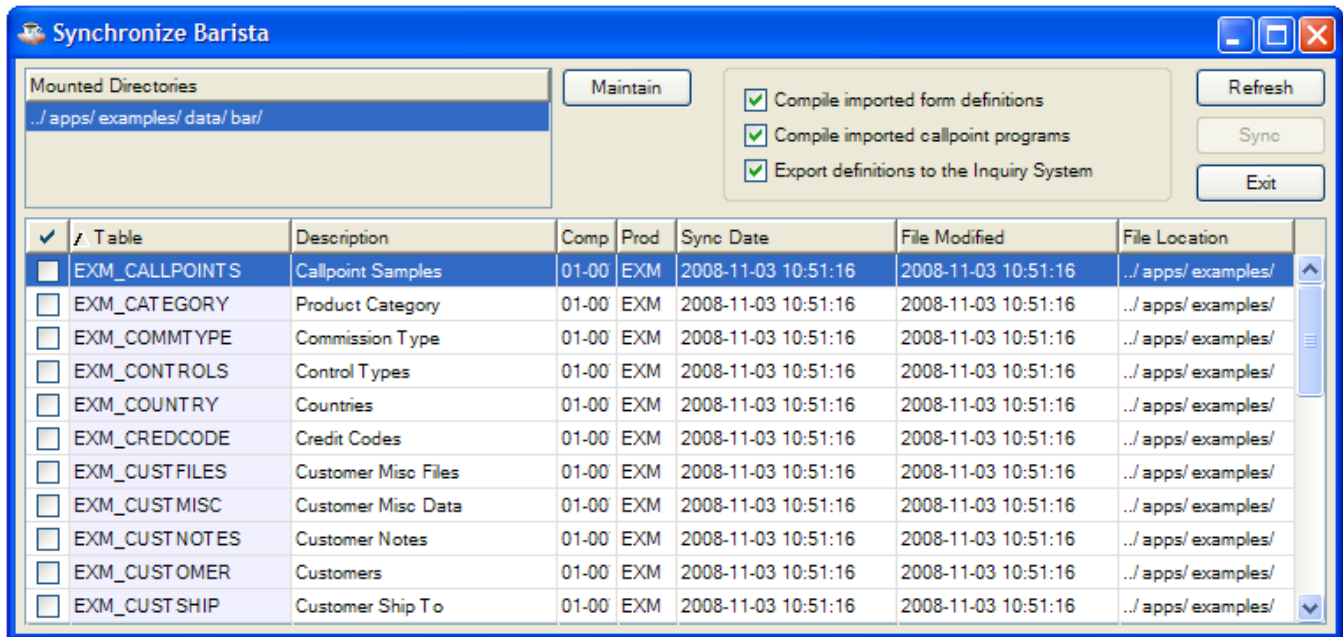 Synchronize Barista
Mounted Directories
../apps/examples/data/bar/
Maintain
Compile imported form definitions
Compile imported callpoint programs
Export definitions to the Inquiry System
Refresh
Sync
Exit
Table Description Comp Prod Sync Date File Modified File Location
EXM_CALLPOINTS Callpoint Samples 01-00 EXM 2008-11-03 10:51:16 2008-11-03 10:51:16 ../apps/examples/
EXM_CATEGORY Product Category 01-00 EXM 2008-11-03 10:51:16 2008-11-03 10:51:16 ../apps/examples/
EXM_COMMTYPE Commission Type 01-00 EXM 2008-11-03 10:51:16 2008-11-03 10:51:16 ../apps/examples/
EXM_CONTROLS Control Types 01-00 EXM 2008-11-03 10:51:16 2008-11-03 10:51:16 ../apps/examples/
EXM_COUNTRY Countries 01-00 EXM 2008-11-03 10:51:16 2008-11-03 10:51:16 ../apps/examples/
EXM_CREDCODE Credit Codes 01-00 EXM 2008-11-03 10:51:16 2008-11-03 10:51:16 ../apps/examples/
EXM_CUSTFILES Customer Misc Files 01-00 EXM 2008-11-03 10:51:16 2008-11-03 10:51:16 ../apps/examples/
EXM_CUSTMISC Customer Misc Data 01-00 EXM 2008-11-03 10:51:16 2008-11-03 10:51:16 ../apps/examples/
EXM_CUSTNOTES Customer Notes 01-00 EXM 2008-11-03 10:51:16 2008-11-03 10:51:16 ../apps/examples/
EXM_CUSTOMER Customers 01-00 EXM 2008-11-03 10:51:16 2008-11-03 10:51:16 ../apps/examples/
EXM_CUSTSHIP Customer Ship To 01-00 EXM 2008-11-03 10:51:16 2008-11-03 10:51:16 ../apps/examples/